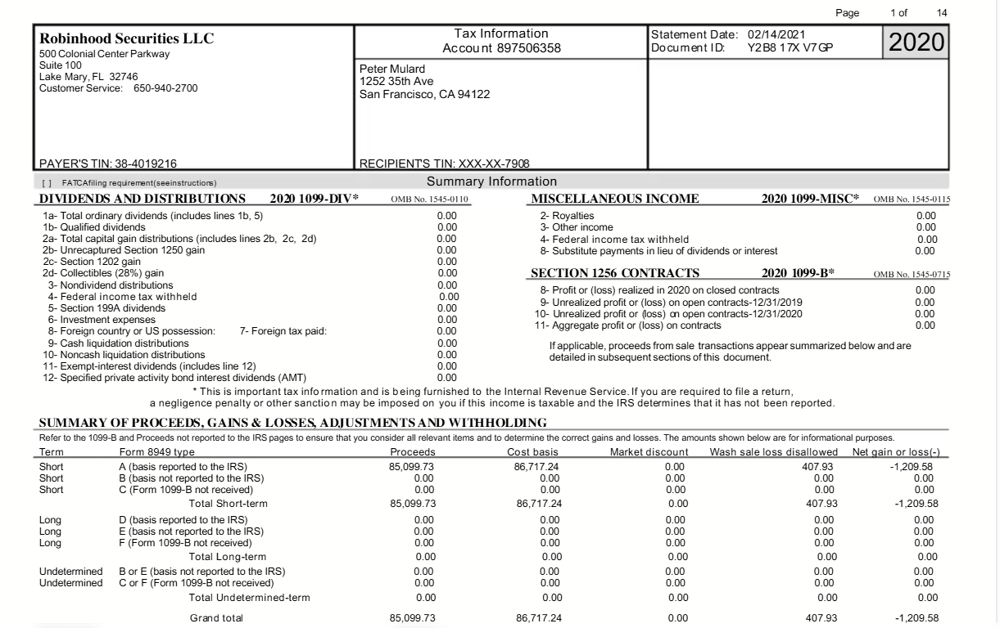 Page 1 of 14
Robinhood Securities LLC
500 Colonial Center Parkway
Suite 100
Lake Mary, FL 32746
Customer Service: 650-940-2700
PAYER'S TIN: 38-4019216
Tax Information
Account 897506358
Peter Mulard
1252 35th Ave
San Francisco, CA 94122
RECIPIENT'S TIN: XXX-XX-7908
Statement Date: 02/14/2021
Document ID: Y2B8 17X V7GP
2020
[ ] FATCA filing requirement (see instructions)
Summary Information
DIVIDENDS AND DISTRIBUTIONS 2020 1099-DIV* OMB No. 1545-0110
1a- Total ordinary dividends (includes lines 1b, 5) 0.00
1b- Qualified dividends 0.00
2a- Total capital gain distributions (includes lines 2b, 2c, 2d) 0.00
2b- Unrecaptured Section 1250 gain 0.00
2c- Section 1202 gain 0.00
2d- Collectibles (28%) gain 0.00
3- Nondividend distributions 0.00
4- Federal income tax withheld 0.00
5- Section 199A dividends 0.00
6- Investment expenses 0.00
8- Foreign country or US possession: 7- Foreign tax paid: 0.00
9- Cash liquidation distributions 0.00
10- Noncash liquidation distributions 0.00
11- Exempt-interest dividends (includes line 12) 0.00
12- Specified private activity bond interest dividends (AMT) 0.00
MISCELLANEOUS INCOME 2020 1099-MISC* OMB No. 1545-0115
2- Royalties 0.00
3- Other income 0.00
4- Federal income tax withheld 0.00
8- Substitute payments in lieu of dividends or interest 0.00
SECTION 1256 CONTRACTS 2020 1099-B* OMB No. 1545-0715
8- Profit or (loss) realized in 2020 on closed contracts 0.00
9- Unrealized profit or (loss) on open contracts-12/31/2019 0.00
10- Unrealized profit or (loss) on open contracts-12/31/2020 0.00
11- Aggregate profit or (loss) on contracts 0.00
If applicable, proceeds from sale transactions appear summarized below and are
detailed in subsequent sections of this document.
* This is important tax information and is being furnished to the Internal Revenue Service. If you are required to file a return,
a negligence penalty or other sanction may be imposed on you if this income is taxable and the IRS determines that it has not been reported.
SUMMARY OF PROCEEDS, GAINS & LOSSES, ADJUSTMENTS AND WITHHOLDING
Refer to the 1099-B and Proceeds not reported to the IRS pages to ensure that you consider all relevant items and to determine the correct gains and losses. The amounts shown below are for informational purposes.
Term Form 8949 type Proceeds Cost basis Market discount Wash sale loss disallowed Net gain or loss(-)
Short A (basis reported to the IRS) 85,099.73 86,717.24 0.00 407.93 -1,209.58
Short B (basis not reported to the IRS) 0.00 0.00 0.00 0.00 0.00
Short C (Form 1099-B not received) 0.00 0.00 0.00 0.00 0.00
Total Short-term 85,099.73 86,717.24 0.00 407.93 -1,209.58
Long D (basis reported to the IRS) 0.00 0.00 0.00 0.00 0.00
Long E (basis not reported to the IRS) 0.00 0.00 0.00 0.00 0.00
Long F (Form 1099-B not received) 0.00 0.00 0.00 0.00 0.00
Total Long-term 0.00 0.00 0.00 0.00 0.00
Undetermined B or E (basis not reported to the IRS) 0.00 0.00 0.00 0.00 0.00
Undetermined C or F (Form 1099-B not received) 0.00 0.00 0.00 0.00 0.00
Total Undetermined-term 0.00 0.00 0.00 0.00 0.00
Grand total 85,099.73 86,717.24 0.00 407.93 -1,209.58